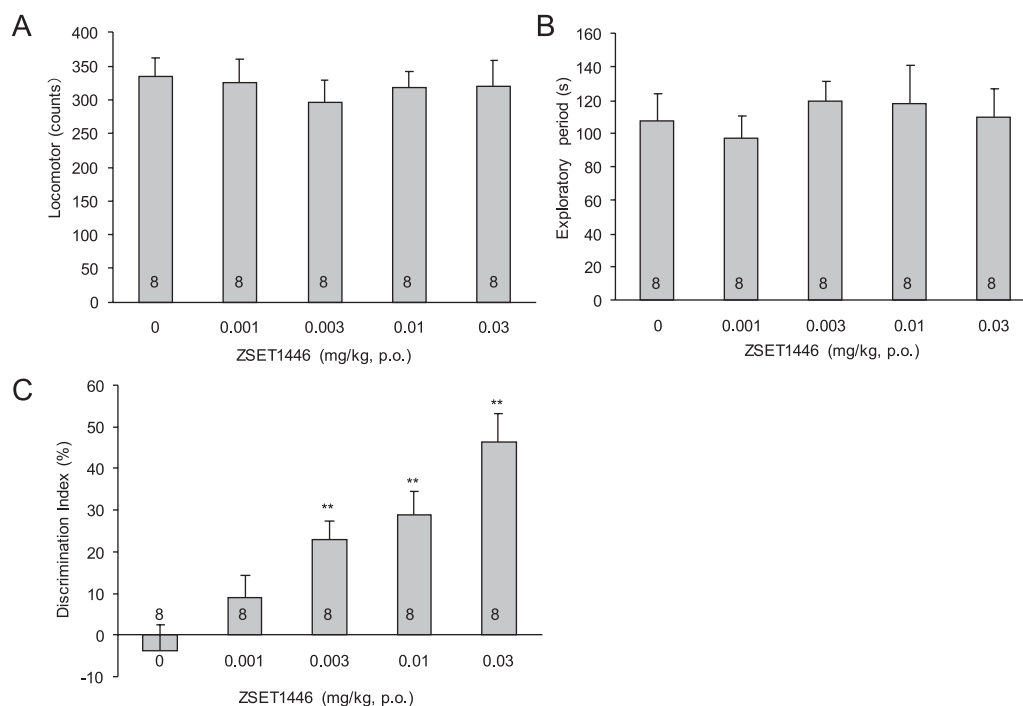 A
Locomotor (counts)
400
350
300
250
200
150
100
50
0
8 8 8 8 8
0 0.001 0.003 0.01 0.03
ZSET1446 (mg/kg, p.o.)
B
Exploratory period (s)
160
140
120
100
80
60
40
20
0
8 8 8 8 8
0 0.001 0.003 0.01 0.03
ZSET1446 (mg/kg, p.o.)
C
Discrimination Index (%)
60
50
40
30
20
10
0
-10
** ** **
8 8 8 8 8
0 0.001 0.003 0.01 0.03
ZSET1446 (mg/kg, p.o.)